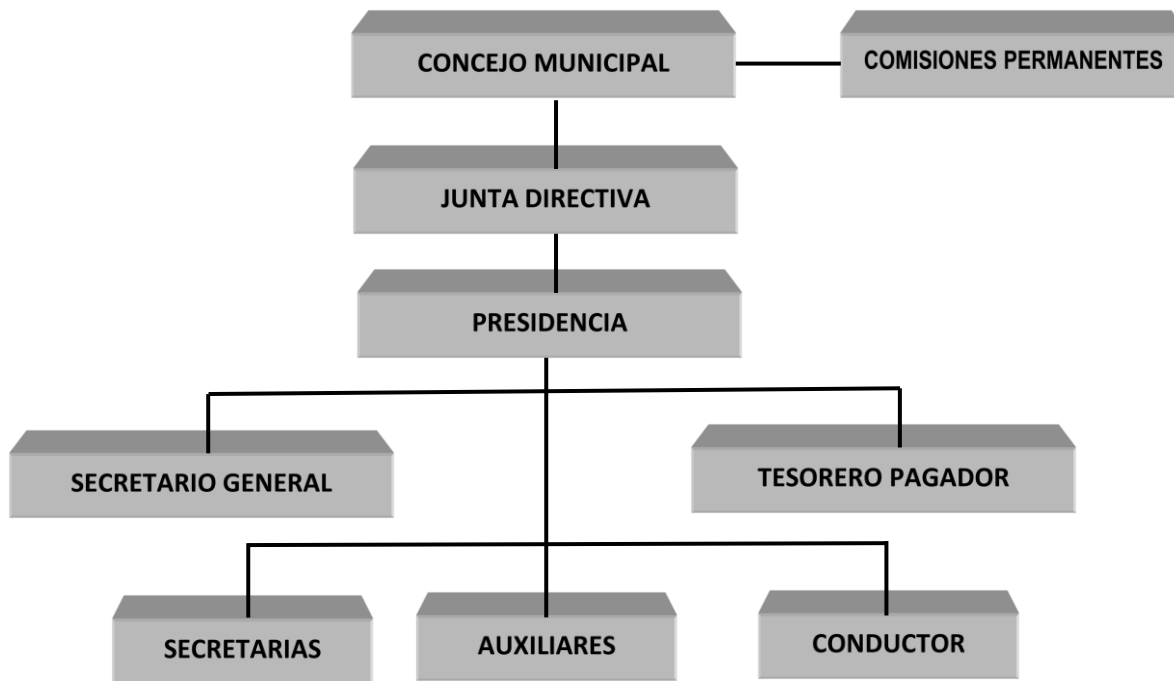 CONCEJO MUNICIPAL
COMISIONES PERMANENTES
JUNTA DIRECTIVA
PRESIDENCIA
SECRETARIO GENERAL
TESORERO PAGADOR
SECRETARIAS
AUXILIARES
CONDUCTOR